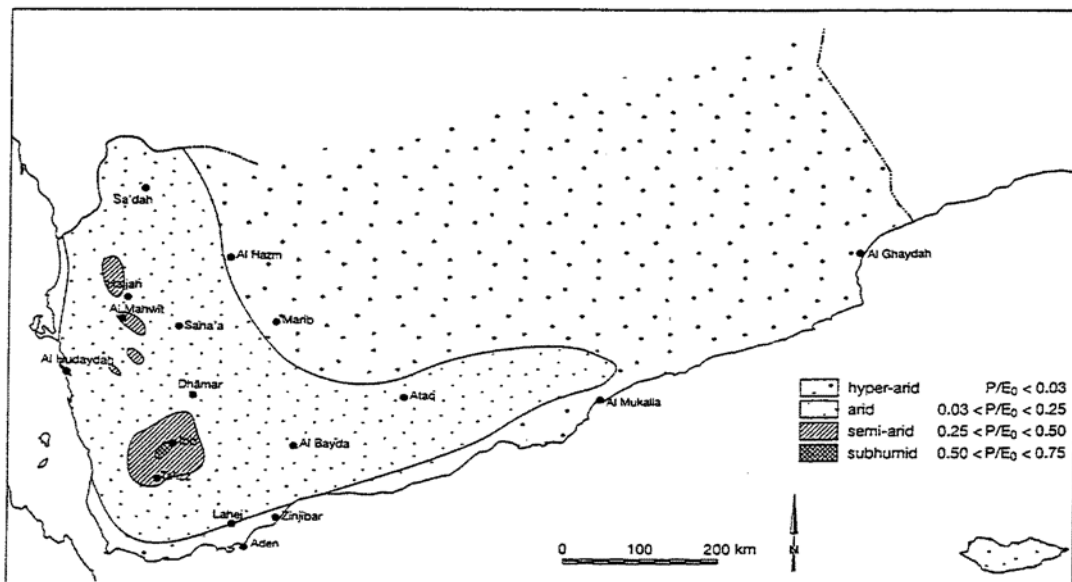 Sa'dah
Al Hazm
Al Ghaydah
Hajjah
Al Mahwit
Sana'a
Marib
Al Hudaydah
Dhamar
Ataq
Al Mukalla
Ibb
Al Bayda
Ta'izz
Lahej
Zinjibar
Aden
hyper-arid P/E₀ < 0.03
arid 0.03 < P/E₀ < 0.25
semi-arid 0.25 < P/E₀ < 0.50
subhumid 0.50 < P/E₀ < 0.75
0 100 200 km
N